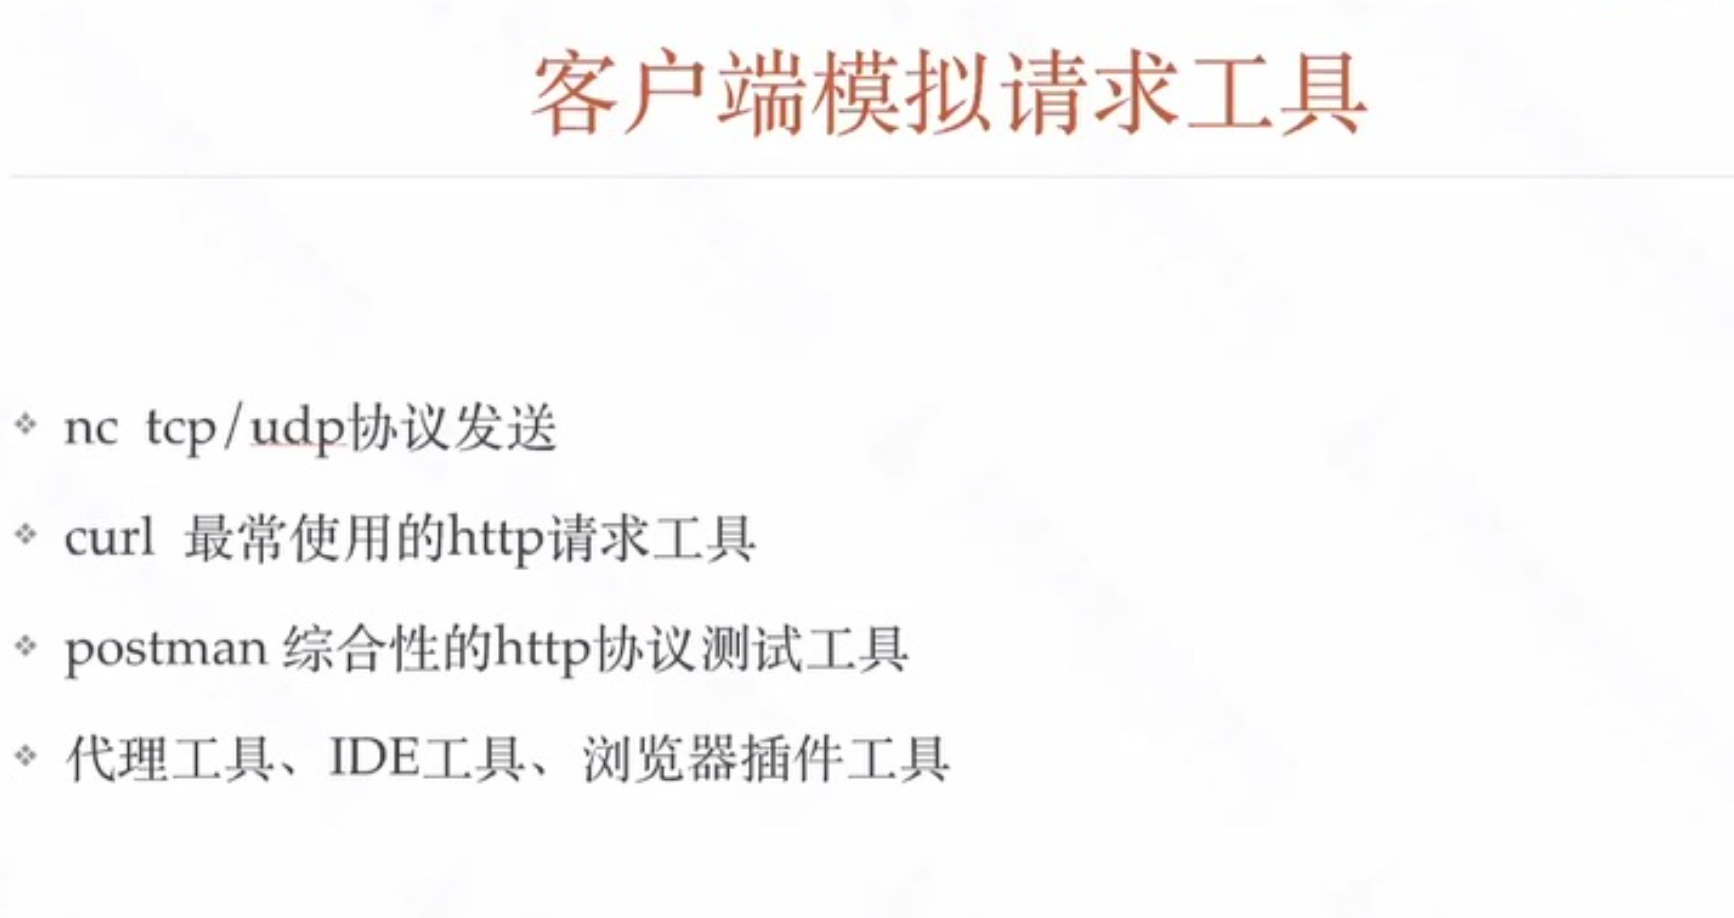 客户端模拟请求工具
nc tcp/udp协议发送
curl 最常使用的http请求工具
postman 综合性的http协议测试工具
代理工具、IDE工具、浏览器插件工具